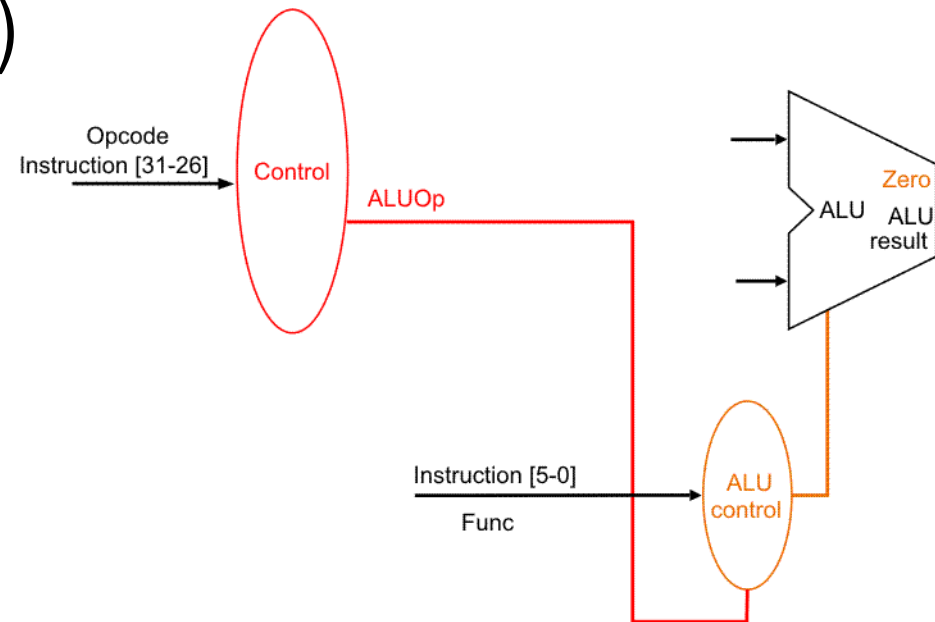 )
Opcode
Instruction [31-26]
Control
ALUOp
Zero
ALU
ALU
result
Instruction [5-0]
Func
ALU
control